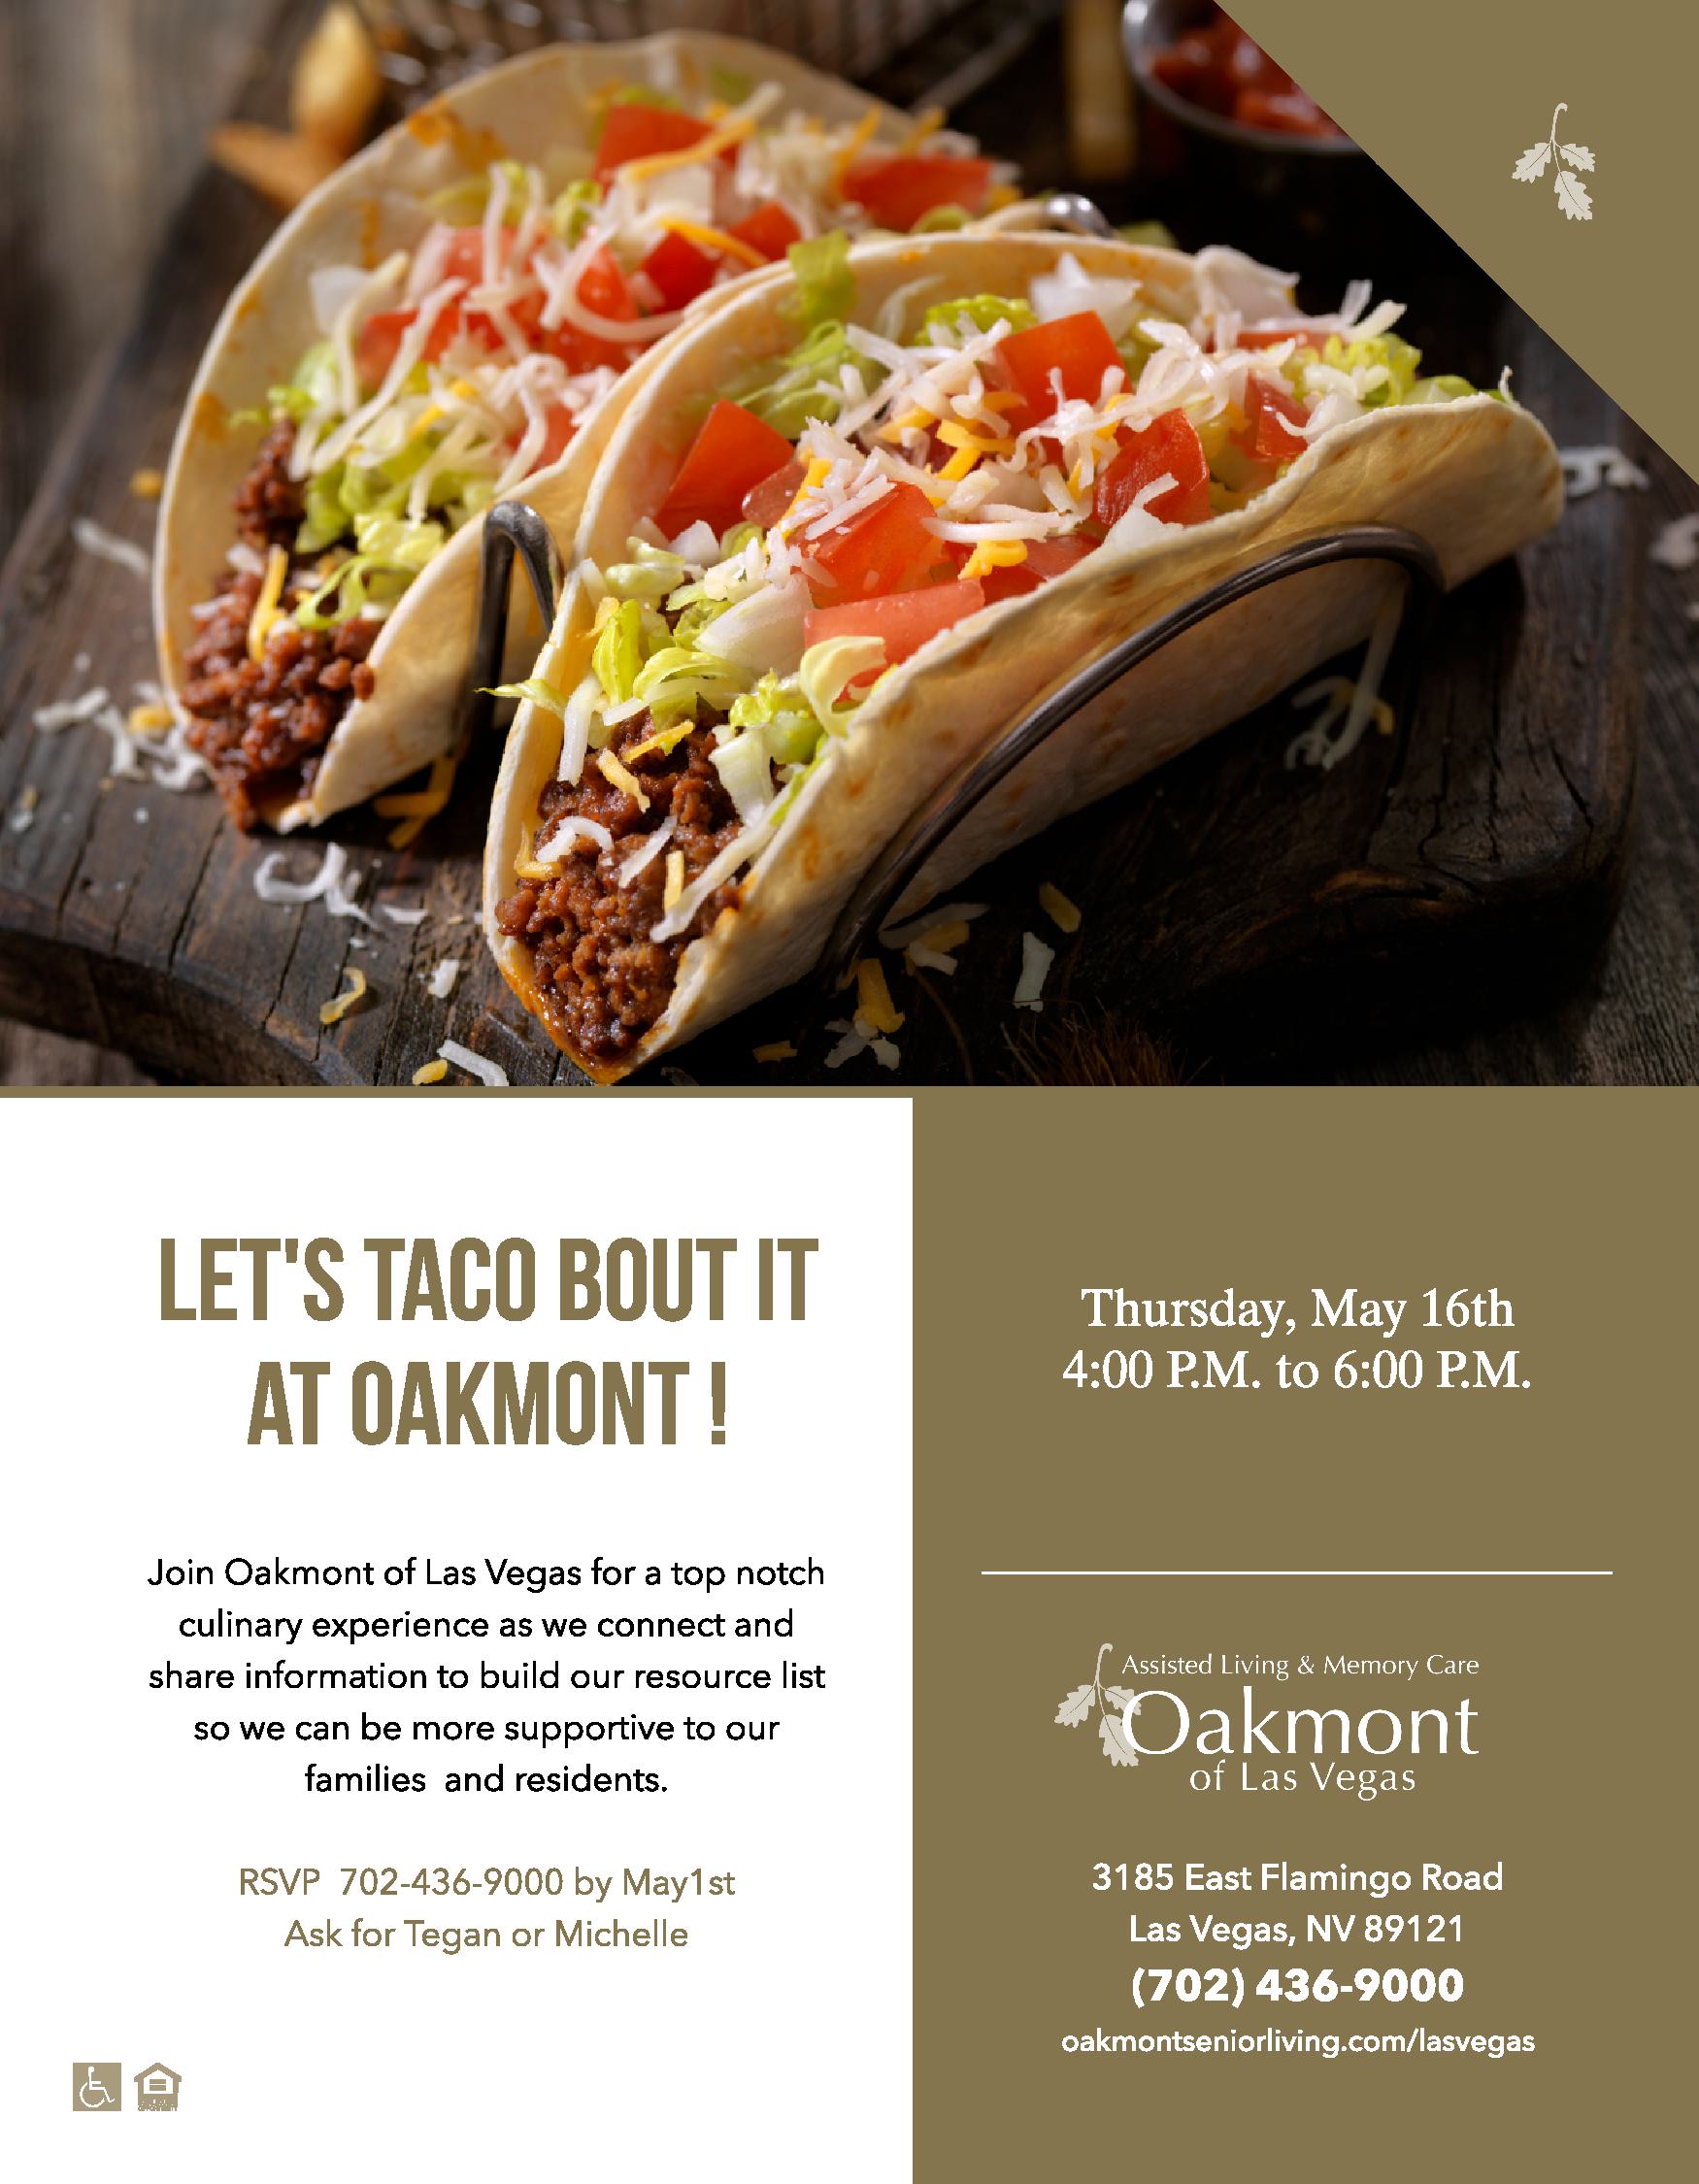 LET'S TACO BOUT IT
AT OAKMONT !
Join Oakmont of Las Vegas for a top notch
culinary experience as we connect and
share information to build our resource list
so we can be more supportive to our
families  and residents.
RSVP  702-436-9000 by May1st
Ask for Tegan or Michelle
Thursday, May 16th
4:00 P.M. to 6:00 P.M.
Assisted Living & Memory Care
Oakmont
of Las Vegas
3185 East Flamingo Road
Las Vegas, NV 89121
(702) 436-9000
oakmontseniorliving.com/lasvegas